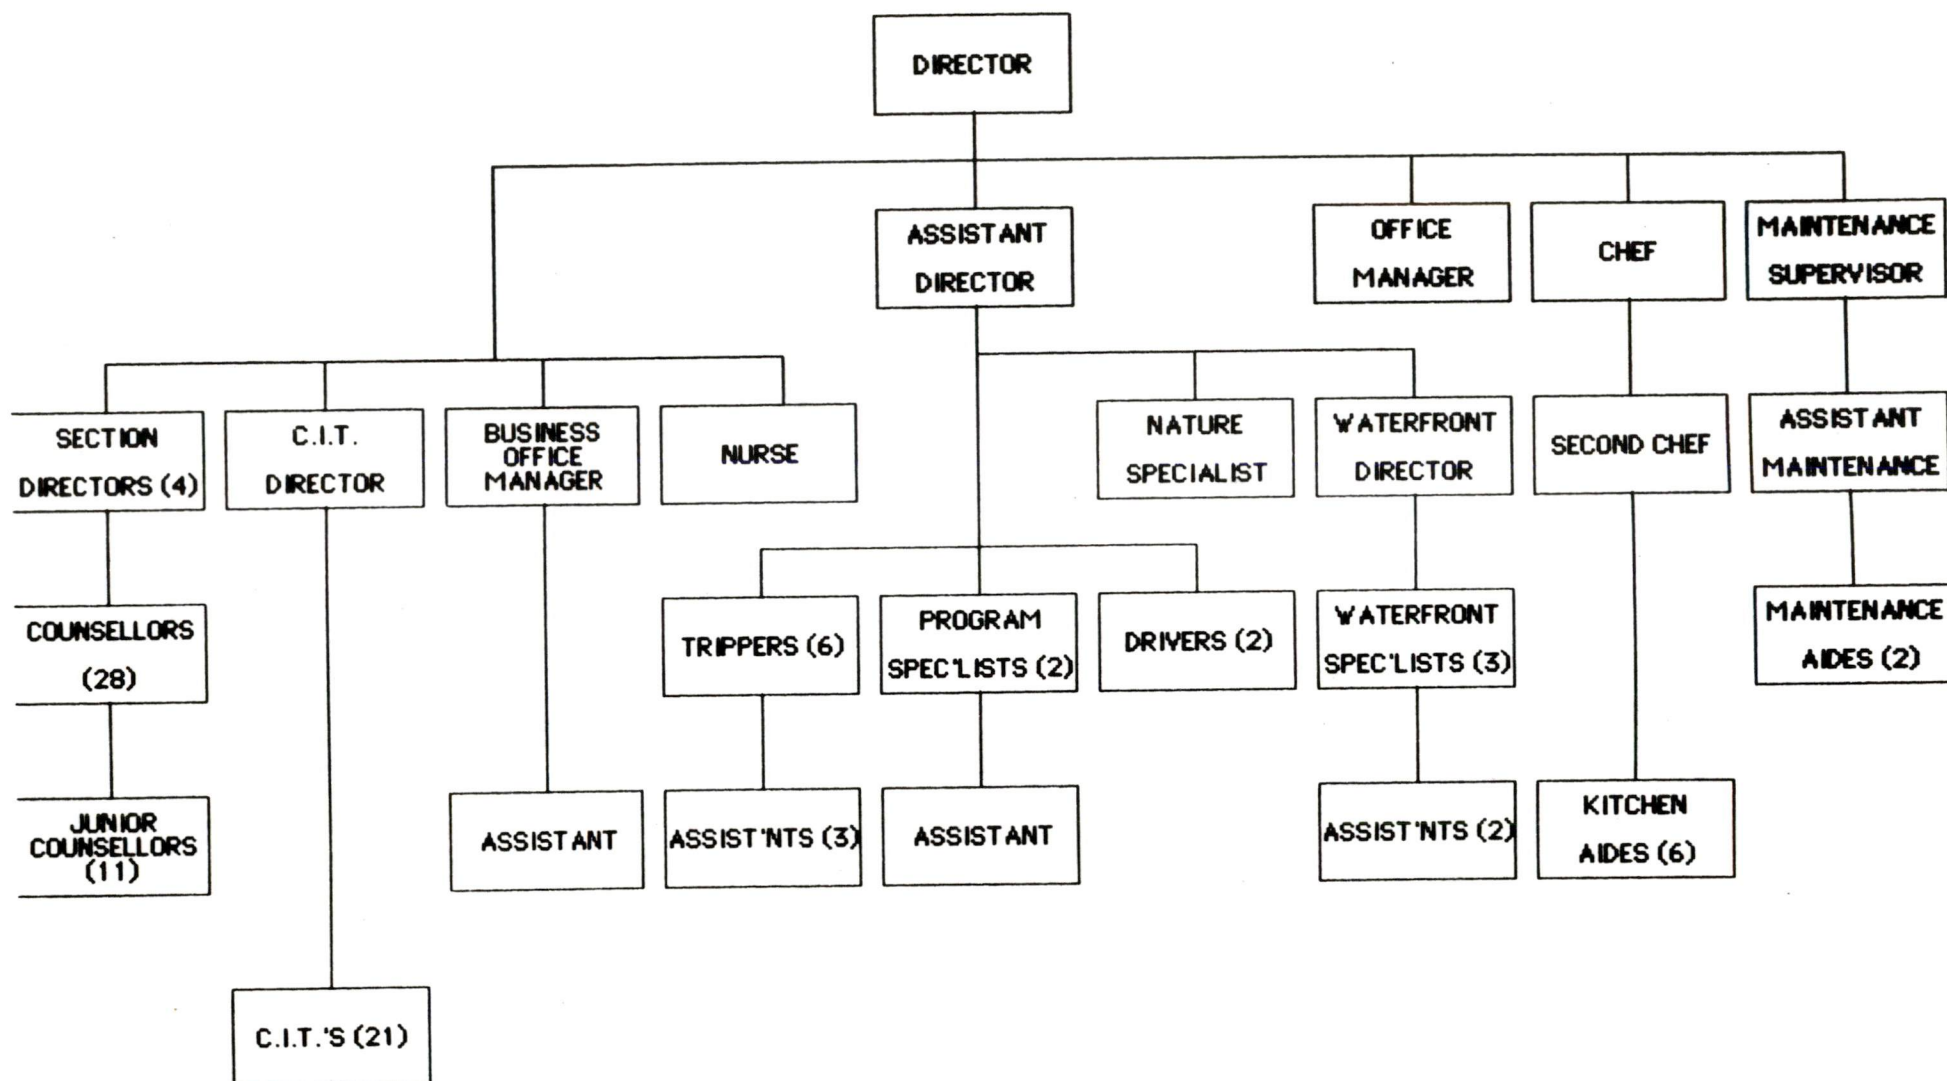 DIRECTOR
ASSISTANT
DIRECTOR
OFFICE
MANAGER
CHEF
MAINTENANCE
SUPERVISOR
SECTION
DIRECTORS (4)
C.I.T.
DIRECTOR
BUSINESS
OFFICE
MANAGER
NURSE
NATURE
SPECIALIST
WATERFRONT
DIRECTOR
SECOND CHEF
ASSISTANT
MAINTENANCE
COUNSELLORS
(28)
TRIPPERS (6)
PROGRAM
SPEC'LISTS (2)
DRIVERS (2)
WATERFRONT
SPEC'LISTS (3)
MAINTENANCE
AIDES (2)
JUNIOR
COUNSELLORS
(11)
ASSISTANT
ASSIST'NTS (3)
ASSISTANT
ASSIST'NTS (2)
KITCHEN
AIDES (6)
C.I.T.'S (21)